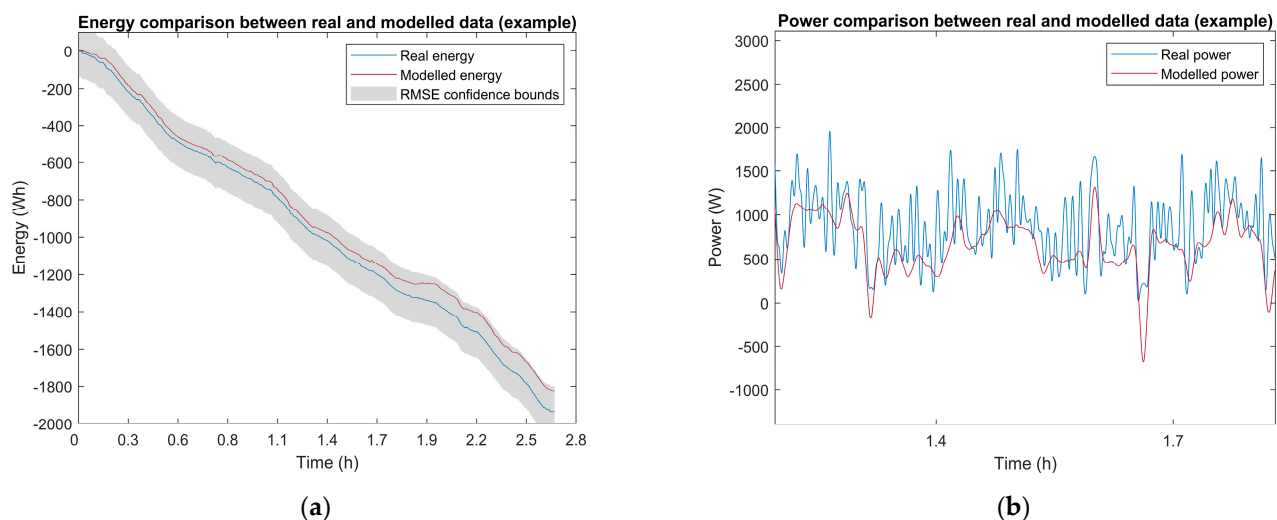 Energy comparison between real and modelled data (example)
Real energy
Modelled energy
RMSE confidence bounds
Energy (Wh)
0
-200
-400
-600
-800
-1000
-1200
-1400
-1600
-1800
-2000
0 0.3 0.6 0.8 1.1 1.4 1.7 1.9 2.2 2.5 2.8
Time (h)
(a)
Power comparison between real and modelled data (example)
Real power
Modelled power
Power (W)
3000
2500
2000
1500
1000
500
0
-500
-1000
1.4 1.7
Time (h)
(b)